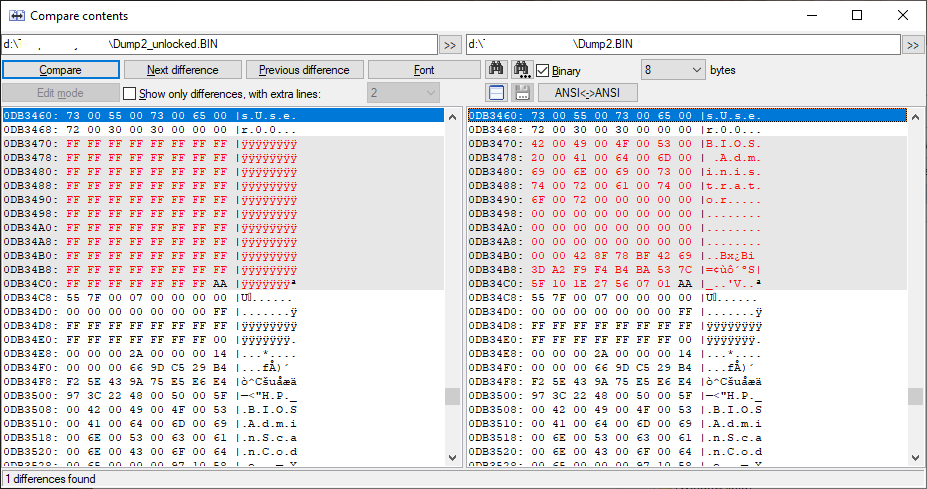 Compare contents
d:\ \Dump2_unlocked.BIN >> d:\ \Dump2.BIN >>
Compare Next difference Previous difference Font Binary 8 bytes
Edit mode Show only differences, with extra lines: 2 ANSI<->ANSI
0DB3460: 73 00 55 00 73 00 65 00 |s.U.s.e.
0DB3468: 72 00 30 00 30 00 00 00 |r.0.0...
0DB3470: FF FF FF FF FF FF FF FF |ÿÿÿÿÿÿÿÿ
0DB3478: FF FF FF FF FF FF FF FF |ÿÿÿÿÿÿÿÿ
0DB3480: FF FF FF FF FF FF FF FF |ÿÿÿÿÿÿÿÿ
0DB3488: FF FF FF FF FF FF FF FF |ÿÿÿÿÿÿÿÿ
0DB3490: FF FF FF FF FF FF FF FF |ÿÿÿÿÿÿÿÿ
0DB3498: FF FF FF FF FF FF FF FF |ÿÿÿÿÿÿÿÿ
0DB34A0: FF FF FF FF FF FF FF FF |ÿÿÿÿÿÿÿÿ
0DB34A8: FF FF FF FF FF FF FF FF |ÿÿÿÿÿÿÿÿ
0DB34B0: FF FF FF FF FF FF FF FF |ÿÿÿÿÿÿÿÿ
0DB34B8: FF FF FF FF FF FF FF FF |ÿÿÿÿÿÿÿÿ
0DB34C0: FF FF FF FF FF FF FF AA |ÿÿÿÿÿÿÿª
0DB34C8: 55 7F 00 07 00 00 00 00 |U......
0DB34D0: 00 00 00 00 00 00 00 FF |.......ÿ
0DB34D8: FF FF FF FF FF FF FF FF |ÿÿÿÿÿÿÿÿ
0DB34E0: FF FF FF FF FF FF FF 00 |ÿÿÿÿÿÿÿ.
0DB34E8: 00 00 00 2A 00 00 00 14 |...*....
0DB34F0: 00 00 00 66 9D C5 29 B4 |...fÅ)´
0DB34F8: F2 5E 43 9A 75 E5 E6 E4 |ò^Cšuåæä
0DB3500: 97 3C 22 48 00 50 00 5F |—<"H.P._
0DB3508: 00 42 00 49 00 4F 00 53 |.B.I.O.S
0DB3510: 00 41 00 64 00 6D 00 69 |.A.d.m.i
0DB3518: 00 6E 00 53 00 63 00 61 |.n.S.c.a
0DB3520: 00 6E 00 43 00 6F 00 64 |.n.C.o.d
0DB3528: 00 65 00 00 00 97 10 58
0DB3460: 73 00 55 00 73 00 65 00 |s.U.s.e.
0DB3468: 72 00 30 00 30 00 00 00 |r.0.0...
0DB3470: 42 00 49 00 4F 00 53 00 |B.I.O.S.
0DB3478: 20 00 41 00 64 00 6D 00 | .A.d.m.
0DB3480: 69 00 6E 00 69 00 73 00 |i.n.i.s.
0DB3488: 74 00 72 00 61 00 74 00 |t.r.a.t.
0DB3490: 6F 00 72 00 00 00 00 00 |o.r.....
0DB3498: 00 00 00 00 00 00 00 00 |........
0DB34A0: 00 00 00 00 00 00 00 00 |........
0DB34A8: 00 00 00 00 00 00 00 00 |........
0DB34B0: 00 00 42 8F 78 BF 42 69 |..Bx¿Bi
0DB34B8: 3D A2 F9 F4 B4 BA 53 7C |=¢ùô´ºS|
0DB34C0: 5F 10 1E 27 56 07 01 AA |_..'V..ª
0DB34C8: 55 7F 00 07 00 00 00 00 |U......
0DB34D0: 00 00 00 00 00 00 00 FF |.......ÿ
0DB34D8: FF FF FF FF FF FF FF FF |ÿÿÿÿÿÿÿÿ
0DB34E0: FF FF FF FF FF FF FF 00 |ÿÿÿÿÿÿÿ.
0DB34E8: 00 00 00 2A 00 00 00 14 |...*....
0DB34F0: 00 00 00 66 9D C5 29 B4 |...fÅ)´
0DB34F8: F2 5E 43 9A 75 E5 E6 E4 |ò^Cšuåæä
0DB3500: 97 3C 22 48 00 50 00 5F |—<"H.P._
0DB3508: 00 42 00 49 00 4F 00 53 |.B.I.O.S
0DB3510: 00 41 00 64 00 6D 00 69 |.A.d.m.i
0DB3518: 00 6E 00 53 00 63 00 61 |.n.S.c.a
0DB3520: 00 6E 00 43 00 6F 00 64 |.n.C.o.d
0DB3528: 00 65 00 00 00 97 10 58
1 differences found